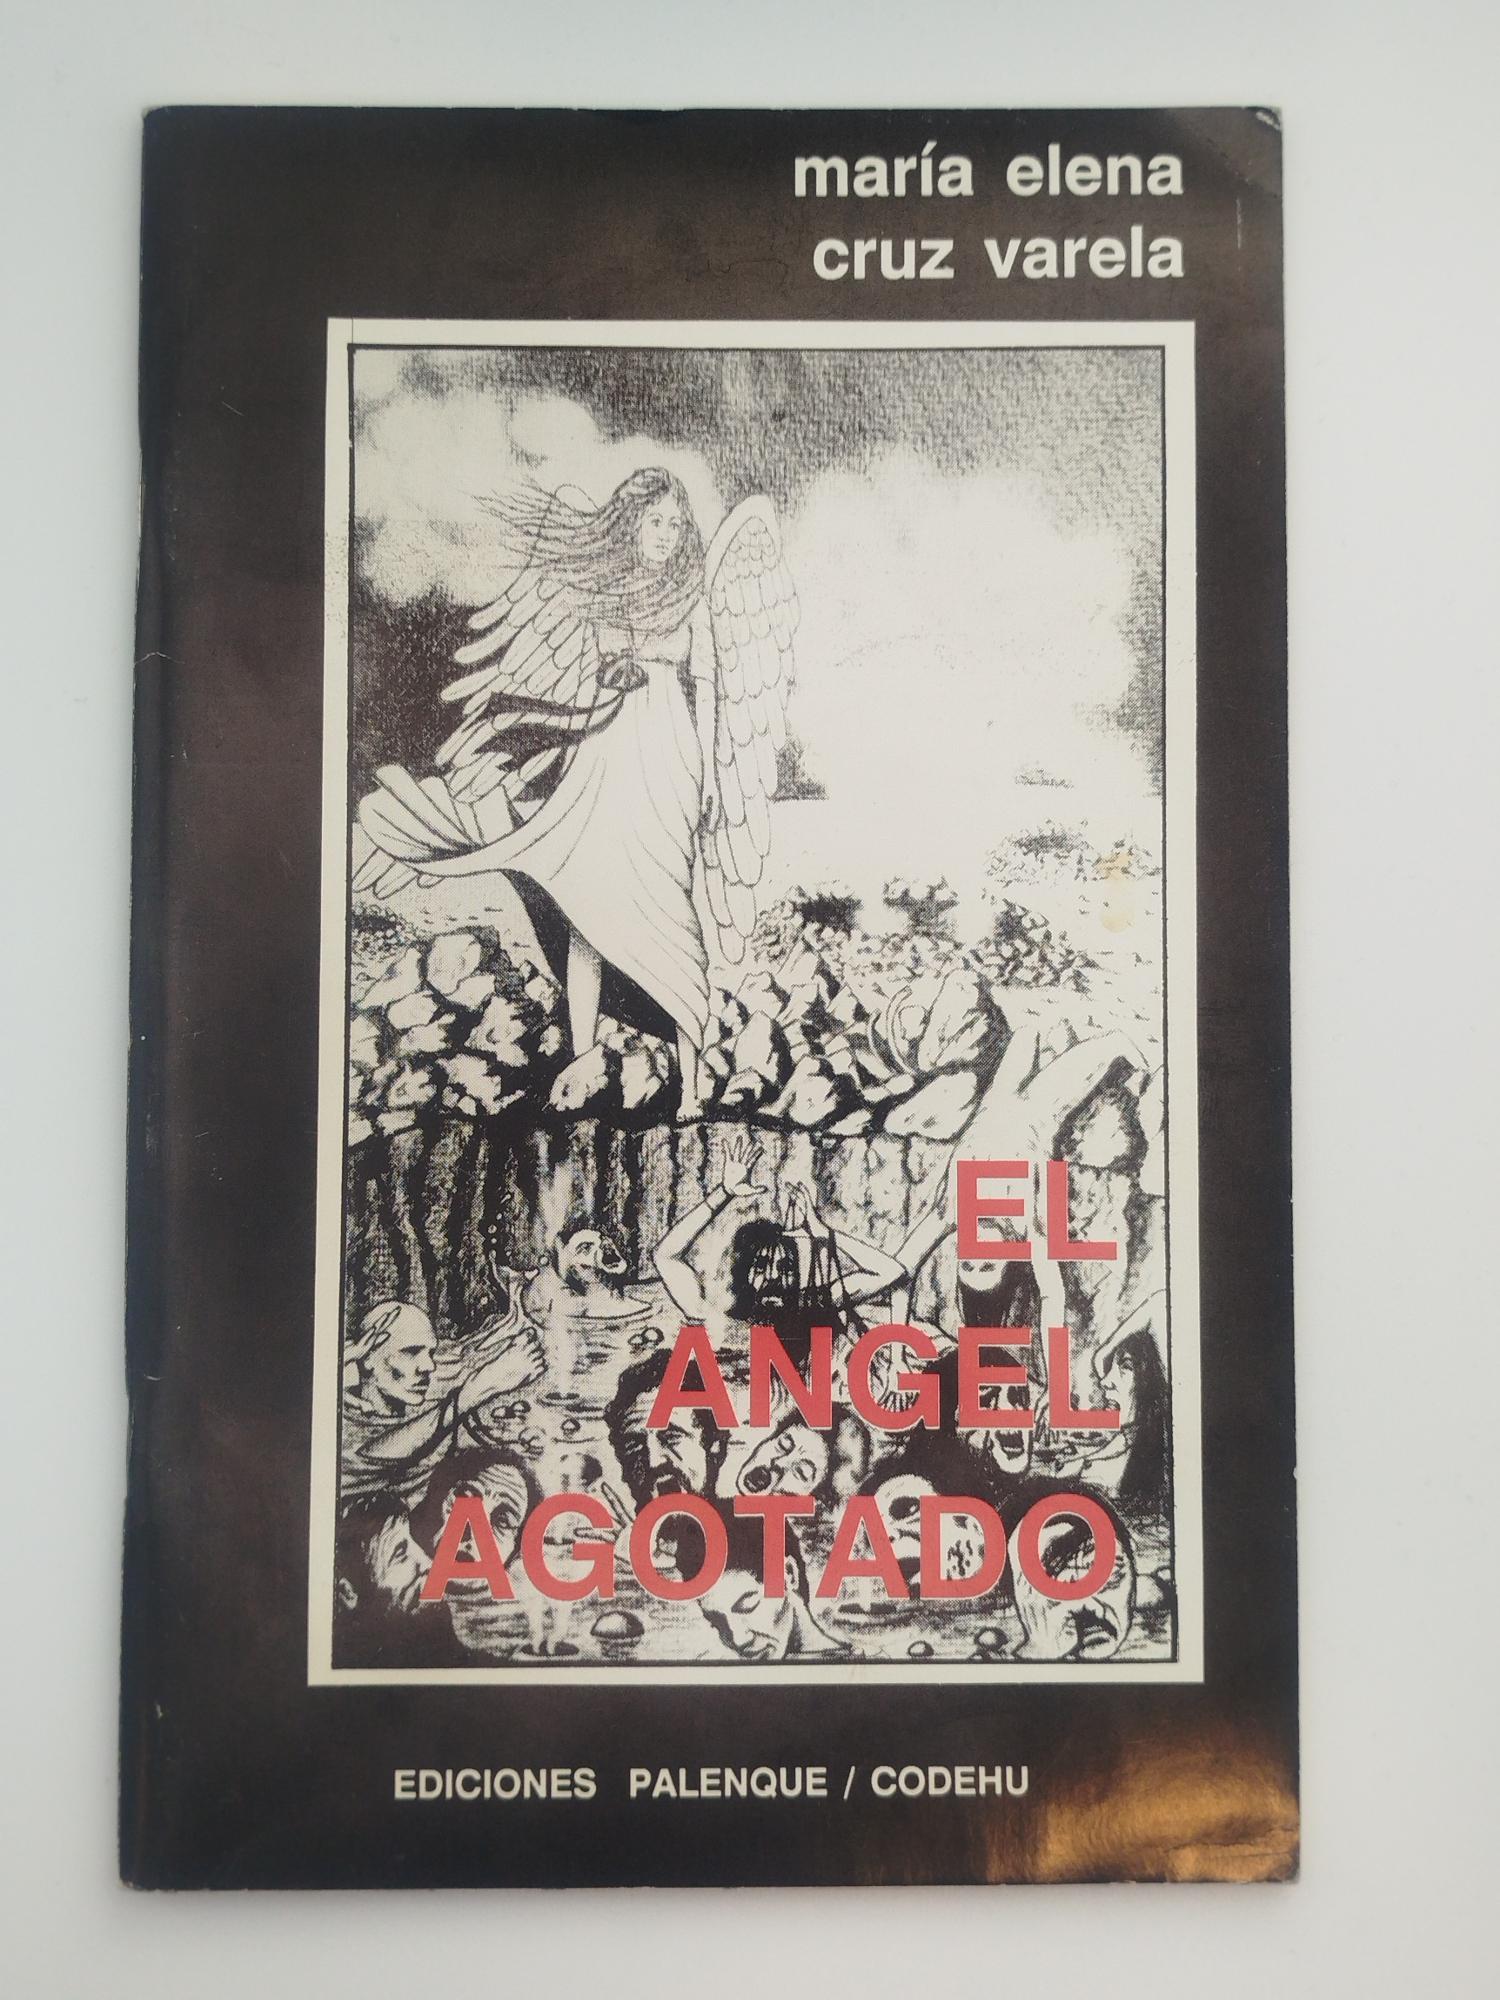 maría elena
cruz varela
EL
ANGEL
AGOTADO
EDICIONES PALENQUE / CODEHU